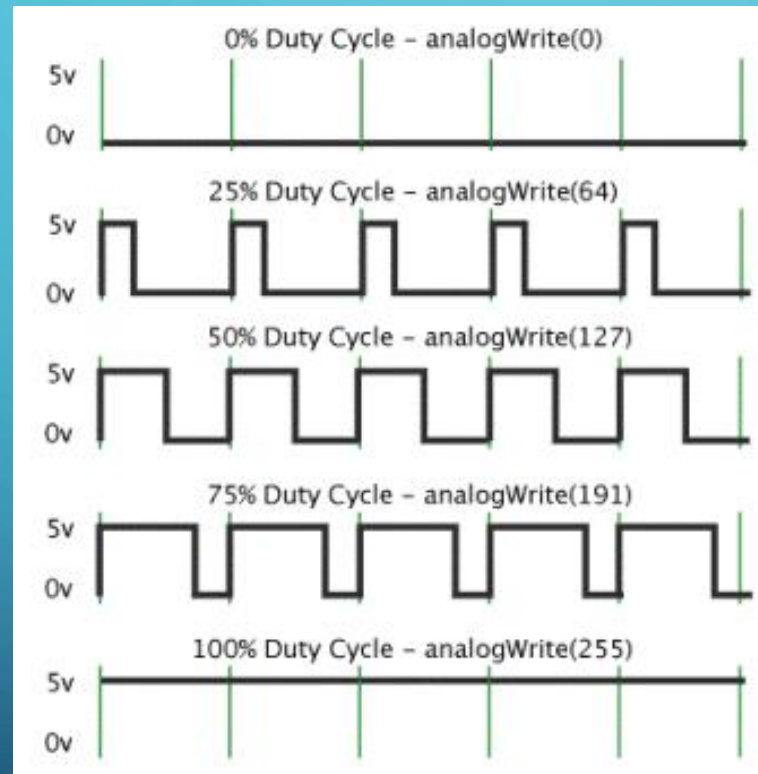 0% Duty Cycle – analogWrite(0)
5v
0v
25% Duty Cycle – analogWrite(64)
5v
0v
50% Duty Cycle – analogWrite(127)
5v
0v
75% Duty Cycle – analogWrite(191)
5v
0v
100% Duty Cycle – analogWrite(255)
5v
0v